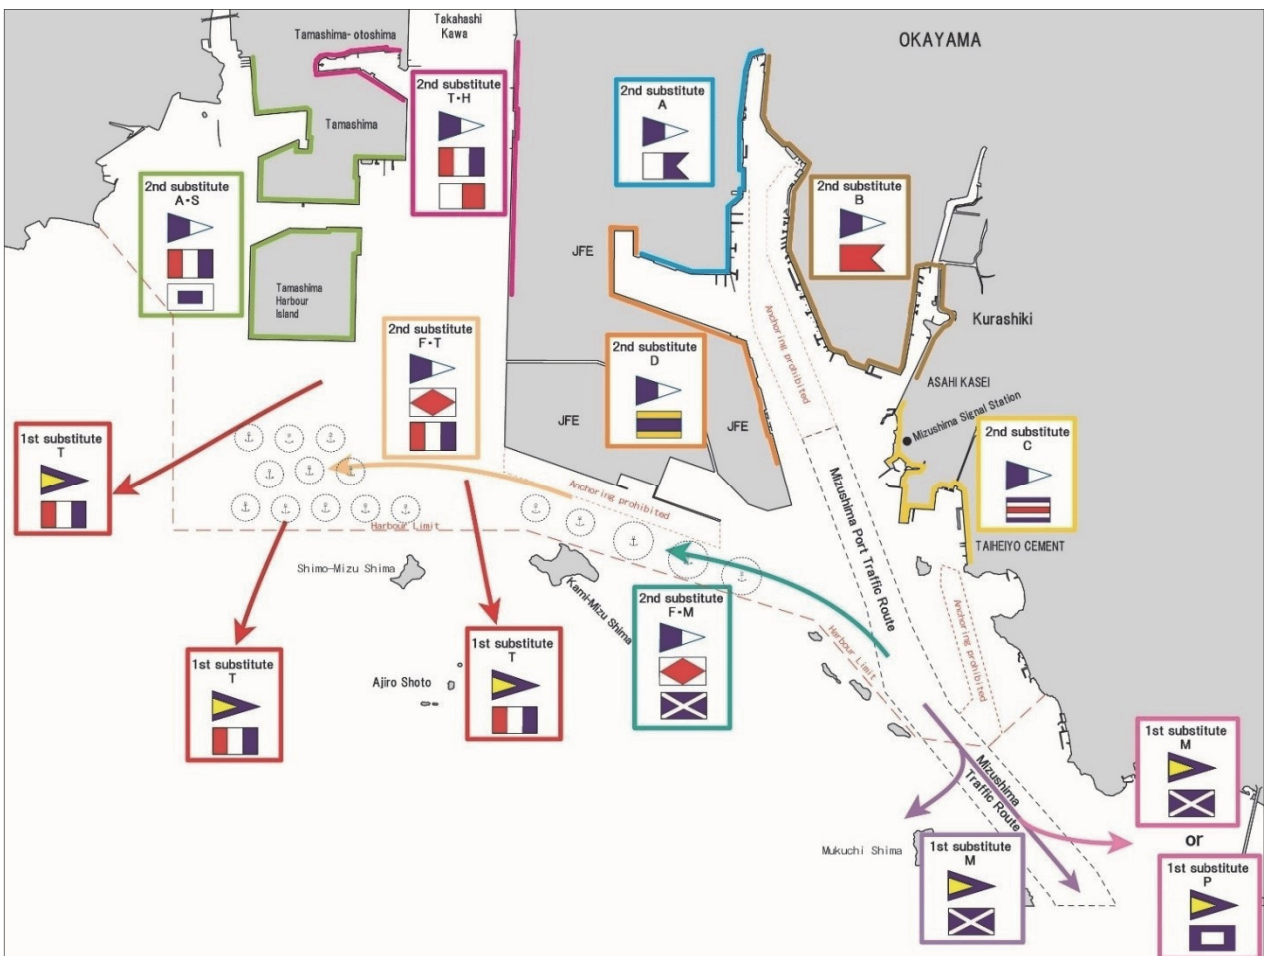 Takahashi
Kawa
Tamashima- otoshima
OKAYAMA
2nd substitute
T・H
2nd substitute
A
Tamashima
2nd substitute
A・S
2nd substitute
B
JFE
Tamashima
Harbour
Island
Anchoring prohibited
Kurashiki
2nd substitute
F・T
2nd substitute
D
ASAHI KASEI
Mizushima Signal Station
1st substitute
T
JFE
JFE
2nd substitute
C
Mizushima Port Traffic Route
Anchoring prohibited
Harbour Limit
TAIHEIYO CEMENT
Shimo-Mizu Shima
Kami-Mizu Shima
2nd substitute
F・M
Anchoring prohibited
Harbour Limit
1st substitute
T
1st substitute
T
Ajiro Shoto
Mizushima
Traffic Route
1st substitute
M
or
Mukuchi Shima
1st substitute
M
1st substitute
P